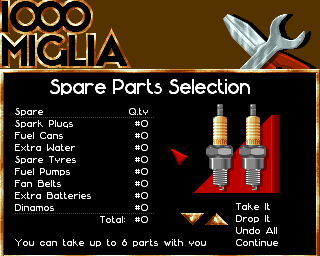 1000
MIGLIA
Spare Parts Selection
Spare Q.ty
Spark Plugs #0
Fuel Cans #0
Extra Water #0
Spare Tyres #0
Fuel Pumps #0
Fan Belts #0
Extra Batteries #0
Dinamos #0
Total: #0
Take It
Drop It
Undo All
Continue
You can take up to 6 parts with you